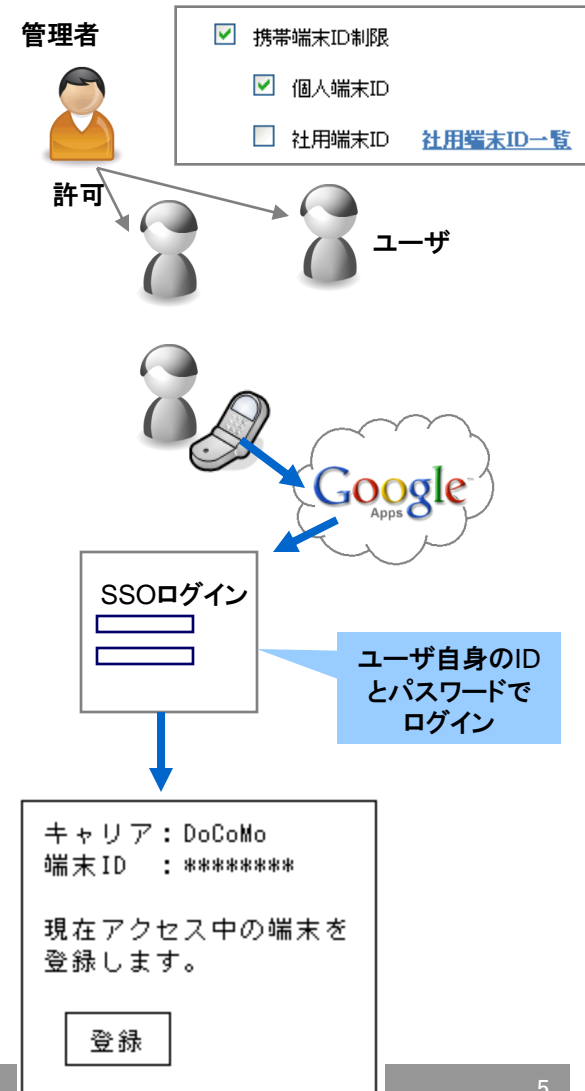 管理者
携帯端末ID制限
個人端末ID
社用端末ID 社用端末ID一覧
許可
ユーザ
Google™
Apps
SSOログイン
ユーザ自身のID
とパスワードで
ログイン
キャリア：DoCoMo
端末ID ：********
現在アクセス中の端末を
登録します。
登録
5